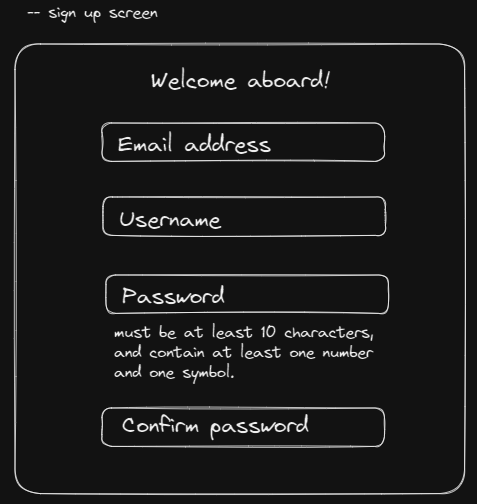 -- sign up screen
Welcome aboard!
Email address
Username
Password
must be at least 10 characters,
and contain at least one number
and one symbol.
Confirm password